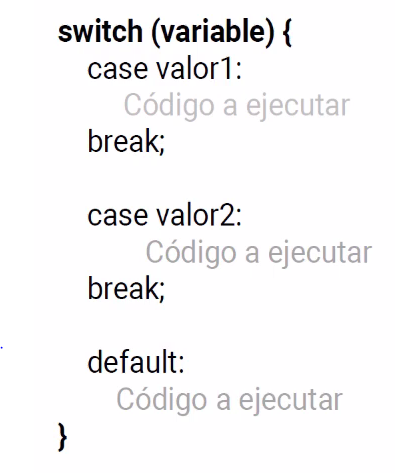 switch (variable) {
case valor1:
Código a ejecutar
break;
case valor2:
Código a ejecutar
break;
default:
Código a ejecutar
}